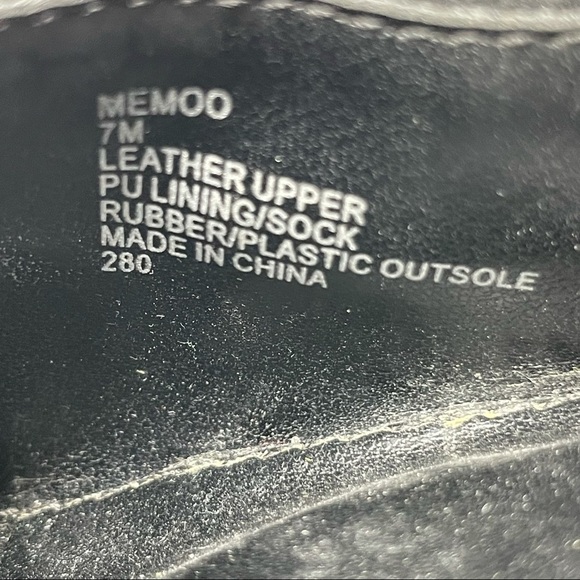 MEMOO
7M
LEATHER UPPER
PU LINING/SOCK
RUBBER/PLASTIC OUTSOLE
MADE IN CHINA
280